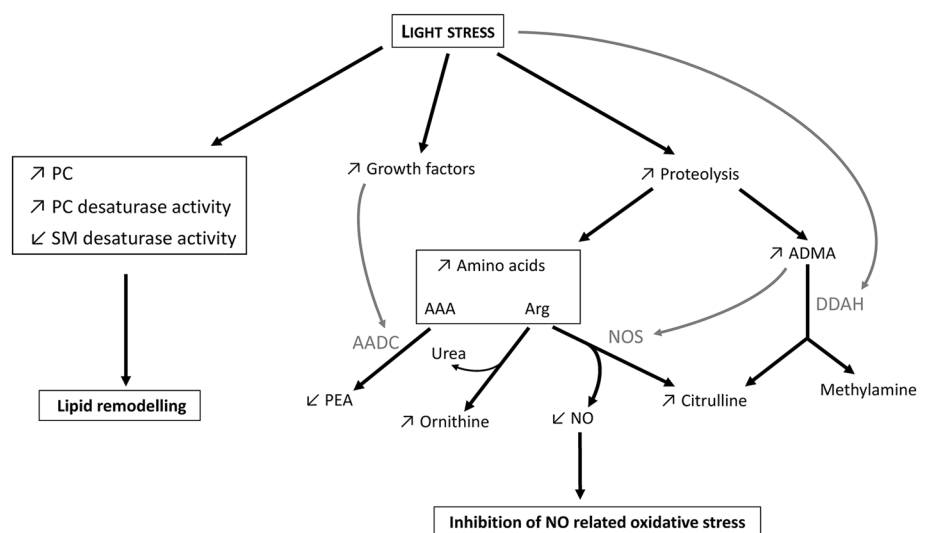 LIGHT STRESS
↗ PC
↗ PC desaturase activity
↙ SM desaturase activity
↗ Growth factors
↗ Proteolysis
↗ Amino acids
AAA Arg
↗ ADMA
DDAH
AADC
NOS
Urea
↙ PEA
↗ Ornithine
↙ NO
↗ Citrulline
Methylamine
Lipid remodelling
Inhibition of NO related oxidative stress